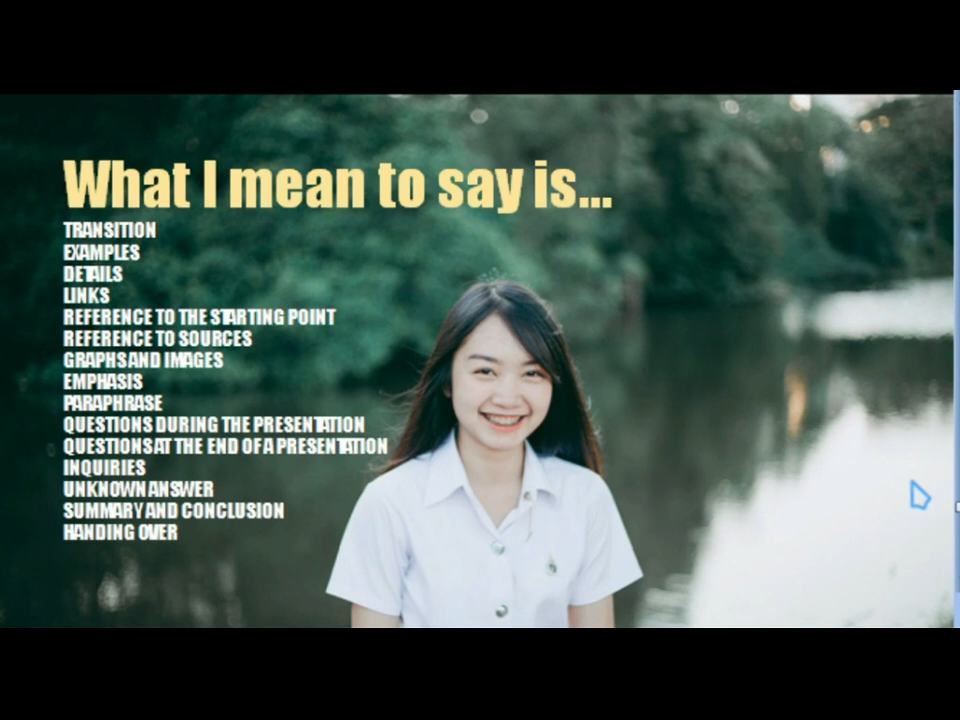 What I mean to say is...
TRANSITION
EXAMPLES
DETAILS
LINKS
REFERENCE TO THE STARTING POINT
REFERENCE TO SOURCES
GRAPHS AND IMAGES
EMPHASIS
PARAPHRASE
QUESTIONS DURING THE PRESENTATION
QUESTIONS AT THE END OF A PRESENTATION
INQUIRIES
UNKNOWN ANSWER
SUMMARY AND CONCLUSION
HANDING OVER